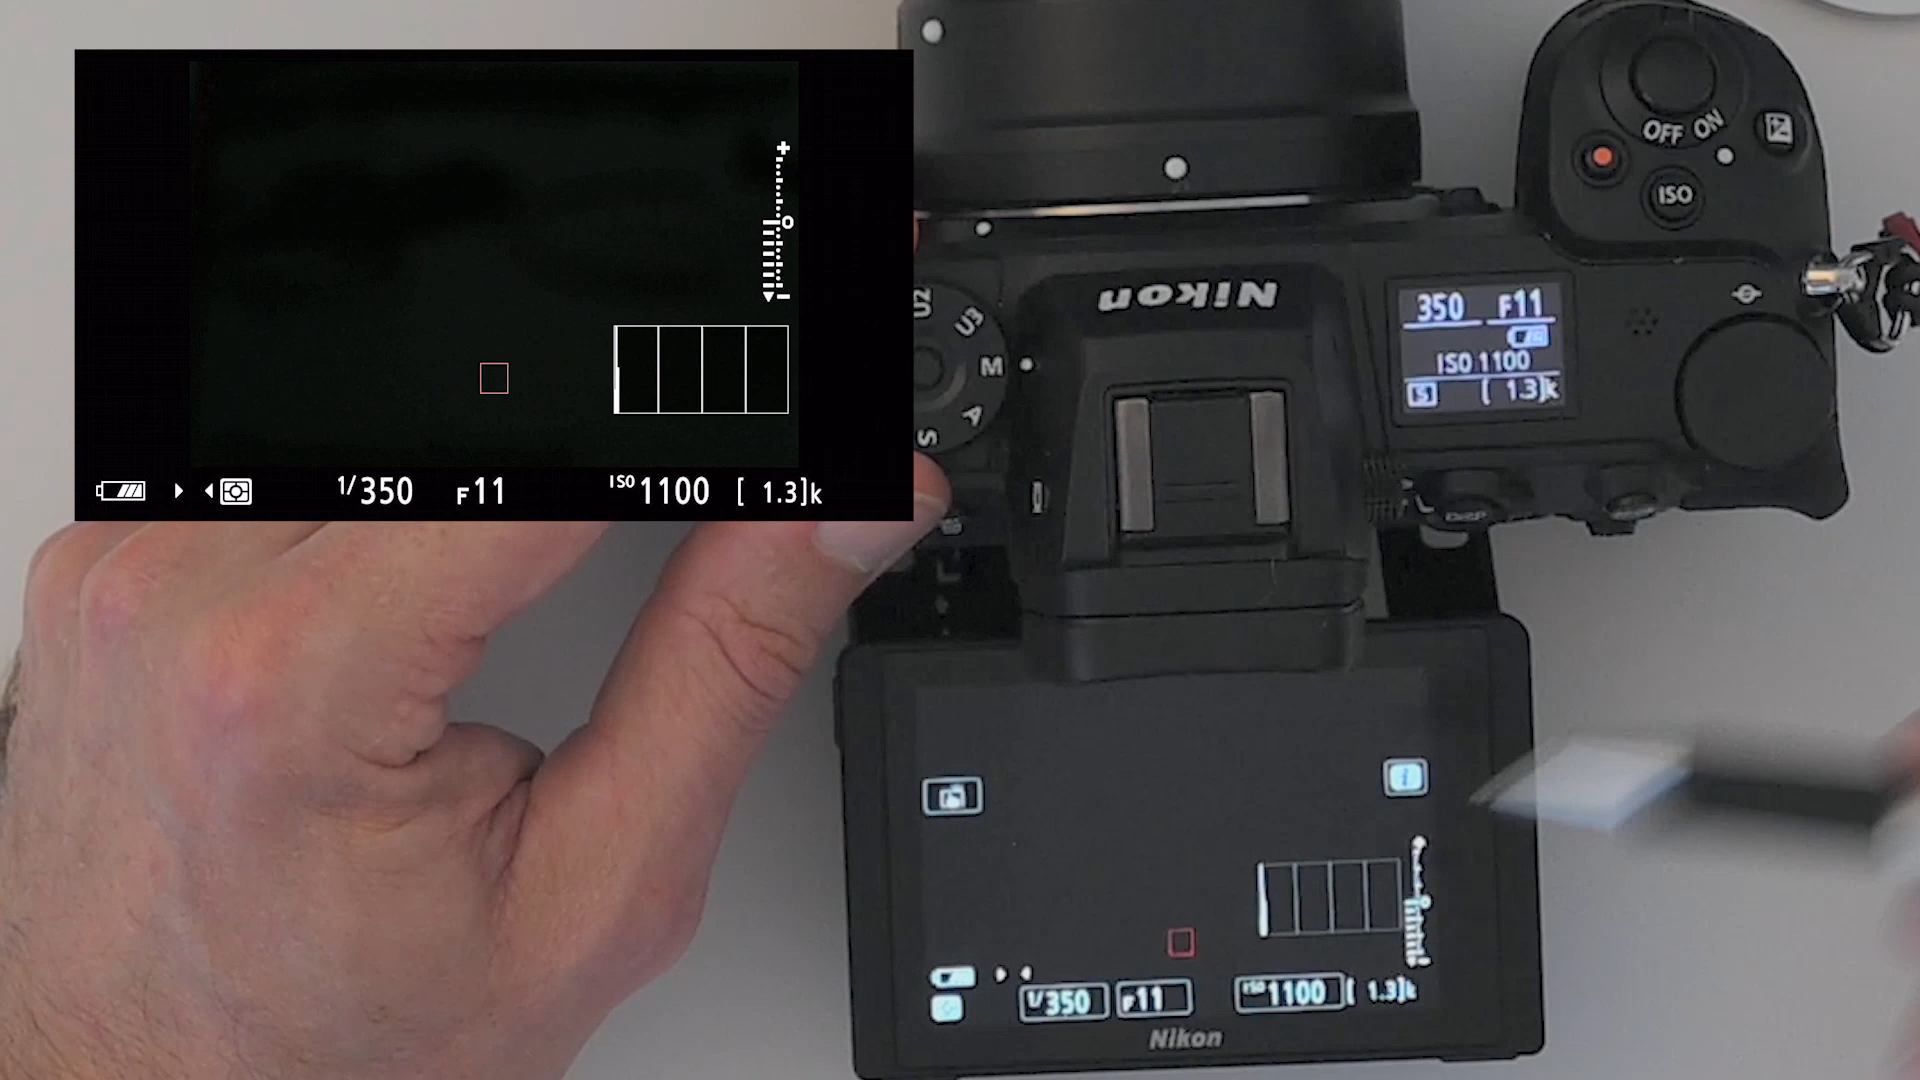 1/350 F11 ISO 1100 [ 1.3]k
OFF ON
ISO
Nikon
U2
U3
M
A
S
350 F11
ISO 1100
S [ 1.3]k
DISP
i
1/350 F11 ISO 1100 [ 1.3]k
Nikon